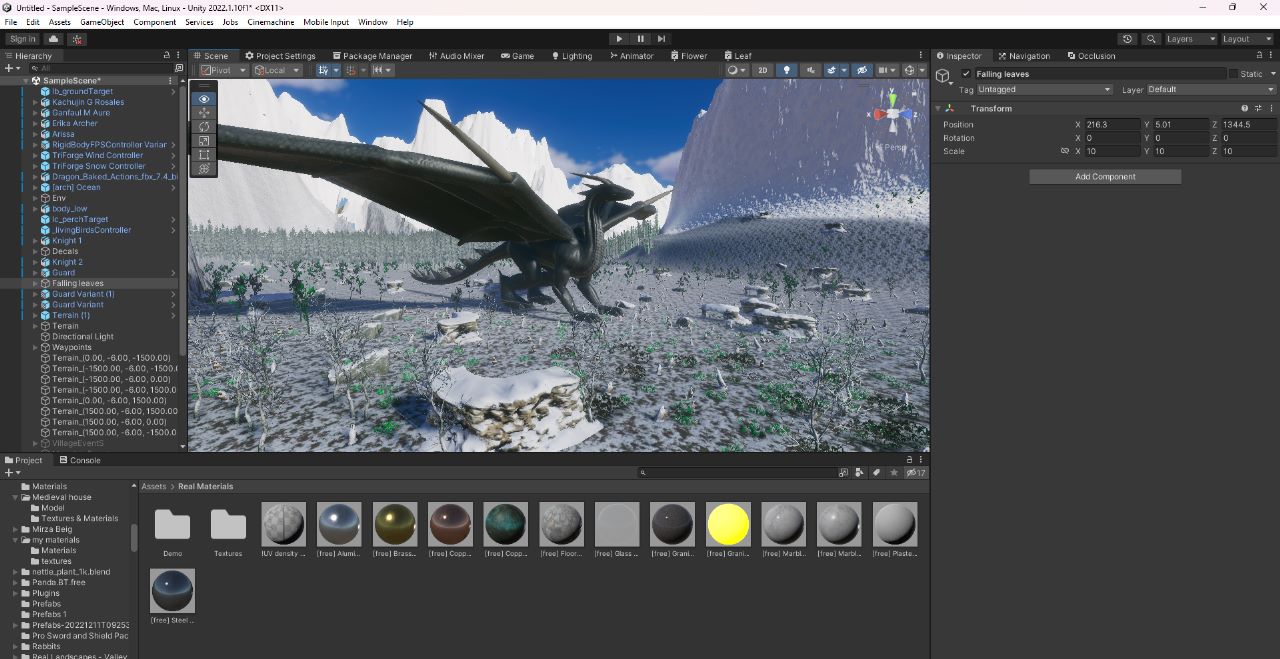 Untitled - SampleScene - Windows, Mac, Linux - Unity 2022.1.10f1* <DX11>
File Edit Assets GameObject Component Services Jobs Cinemachine Mobile Input Window Help
Sign in
Layers Layout
Hierarchy
Scene Project Settings Package Manager Audio Mixer Game Lighting Animator Flower Leaf
Inspector Navigation Occlusion
All
Pivot Local 2D
SampleScene*
lb_groundTarget
Kachujin G Rosales
Ganfaul M Aure
Erika Archer
Arissa
RigidBodyFPSController Varian
TriForge Wind Controller
TriForge Snow Controller
Dragon_Baked_Actions_fbx_7.4_bi
[arch] Ocean
Env
body_low
lc_perchTarget
_livingBirdsController
Knight 1
Decals
Knight 2
Guard
Falling leaves
Guard Variant (1)
Guard Variant
Terrain (1)
Terrain
Directional Light
Waypoints
Terrain_(0.00, -6.00, -1500.00)
Terrain_(-1500.00, -6.00, -1500.0
Terrain_(-1500.00, -6.00, 0.00)
Terrain_(-1500.00, -6.00, 1500.0
Terrain_(0.00, -6.00, 1500.00)
Terrain_(1500.00, -6.00, 1500.00
Terrain_(1500.00, -6.00, 0.00)
Terrain_(1500.00, -6.00, -1500.0
VillageEventS
y
x z
Persp
Falling leaves Static
Tag Untagged Layer Default
Transform
Position X 216.3 Y 5.01 Z 1344.5
Rotation X 0 Y 0 Z 0
Scale X 10 Y 10 Z 10
Add Component
Project Console
17
Materials
Medieval house
Model
Textures & Materials
Mirza Beig
my materials
Materials
textures
nettle_plant_1k.blend
Panda.BT.free
Plugins
Prefabs
Prefabs 1
Prefabs-20221211T09253
Pro Sword and Shield Pac
Rabbits
Real Landscapes - Valley
Assets > Real Materials
Demo Textures !UV density ... [free] Alumi... [free] Brass... [free] Copp... [free] Copp... [free] Floor... [free] Glass ... [free] Grani... [free] Grani... [free] Marbl... [free] Marbl... [free] Plaste...
[free] Steel ...